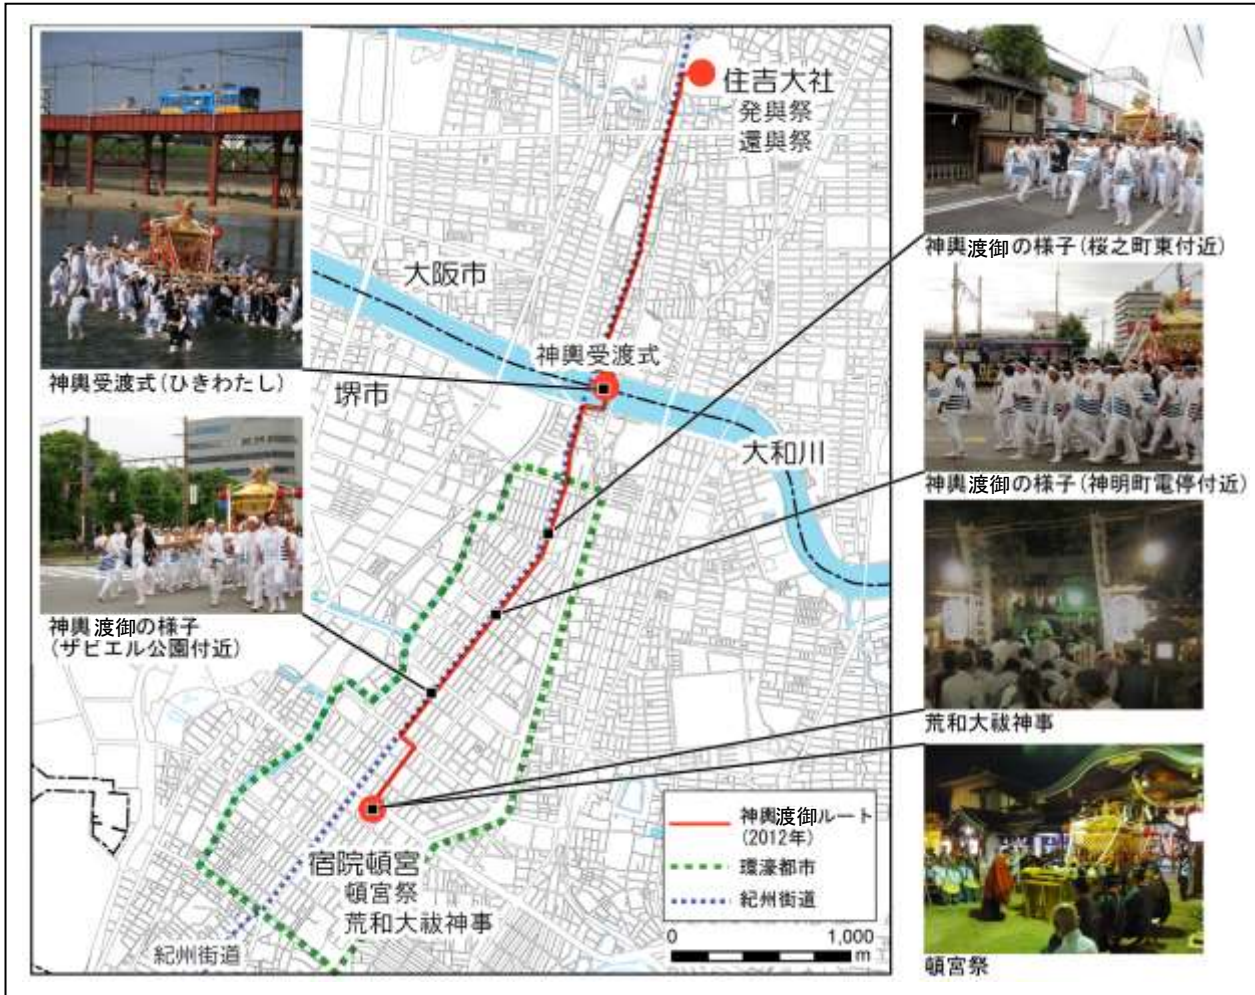 住吉大社
発輿祭
還輿祭
大阪市
神輿受渡式
堺市
大和川
宿院頓宮
頓宮祭
荒和大祓神事
紀州街道
神輿渡御ルート
(2012年)
環濠都市
紀州街道
0 1,000
m
神輿受渡式(ひきわたし)
神輿渡御の様子
(ザビエル公園付近)
神輿渡御の様子(桜之町東付近)
神輿渡御の様子(神明町電停付近)
荒和大祓神事
頓宮祭